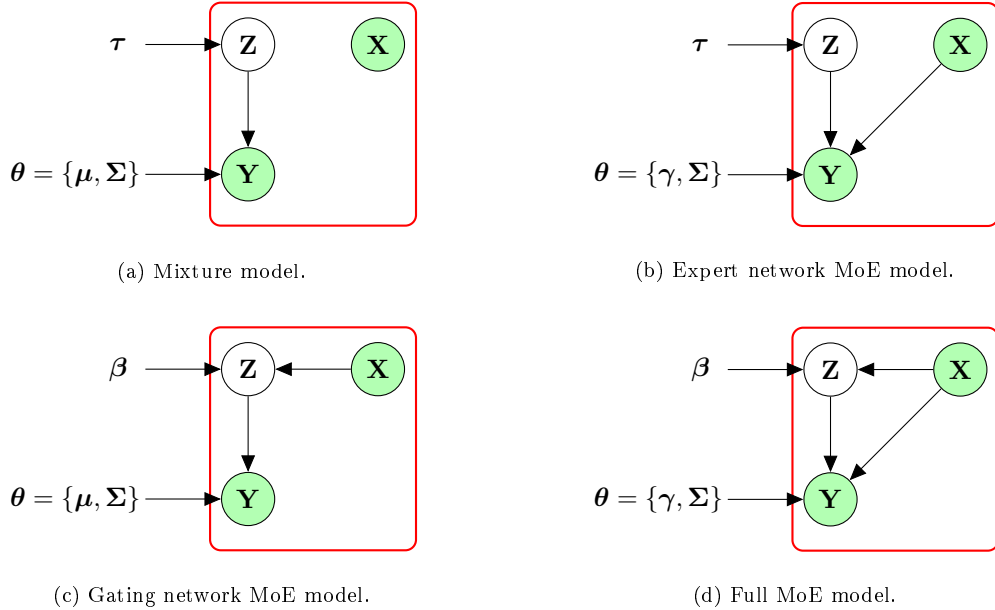 τ Z X
θ = {μ, Σ} Y
(a) Mixture model.
τ Z X
θ = {γ, Σ} Y
(b) Expert network MoE model.
β Z X
θ = {μ, Σ} Y
(c) Gating network MoE model.
β Z X
θ = {γ, Σ} Y
(d) Full MoE model.